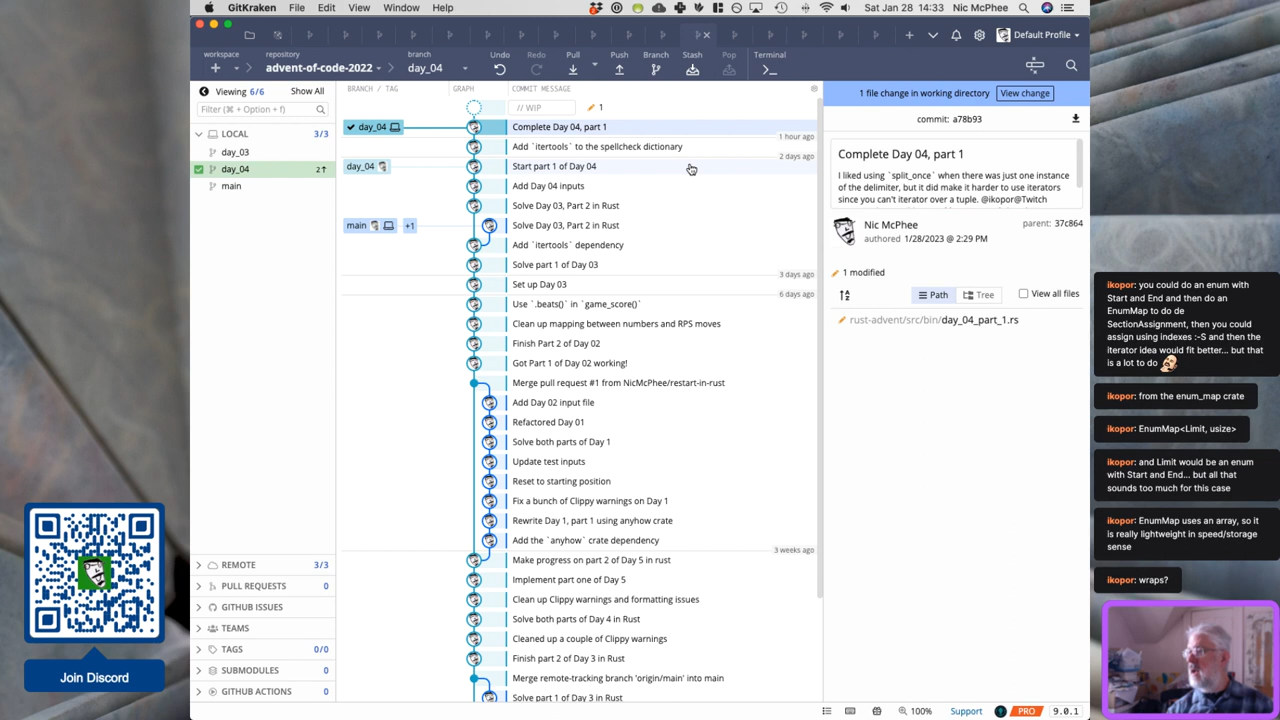 GitKraken File Edit View Window Help
Sat Jan 28 14:33 Nic McPhee
Default Profile
workspace
repository
advent-of-code-2022
branch
day_04
Undo
Redo
Pull
Push
Branch
Stash
Pop
Terminal
Viewing 6/6 Show All
Filter (⌘ + Option + f)
LOCAL 3/3
day_03
day_04 2↑
main
REMOTE 3/3
PULL REQUESTS 0
GITHUB ISSUES
TEAMS
TAGS 0/0
SUBMODULES 0
GITHUB ACTIONS 0
BRANCH / TAG GRAPH COMMIT MESSAGE
// WIP 1
day_04 Complete Day 04, part 1
1 hour ago
Add `itertools` to the spellcheck dictionary
2 days ago
day_04 Start part 1 of Day 04
Add Day 04 inputs
Solve Day 03, Part 2 in Rust
main +1 Solve Day 03, Part 2 in Rust
Add `itertools` dependency
Solve part 1 of Day 03
3 days ago
Set up Day 03
6 days ago
Use `.beats()` in `game_score()`
Clean up mapping between numbers and RPS moves
Finish Part 2 of Day 02
Got Part 1 of Day 02 working!
Merge pull request #1 from NicMcPhee/restart-in-rust
Add Day 02 input file
Refactored Day 01
Solve both parts of Day 1
Update test inputs
Reset to starting position
Fix a bunch of Clippy warnings on Day 1
Rewrite Day 1, part 1 using anyhow crate
Add the `anyhow` crate dependency
3 weeks ago
Make progress on part 2 of Day 5 in rust
Implement part one of Day 5
Clean up Clippy warnings and formatting issues
Solve both parts of Day 4 in Rust
Cleaned up a couple of Clippy warnings
Finish part 2 of Day 3 in Rust
Merge remote-tracking branch 'origin/main' into main
Solve part 1 of Day 3 in Rust
1 file change in working directory View change
commit: a78b93
Complete Day 04, part 1
I liked using `split_once` when there was just one instance
of the delimiter, but it did make it harder to use iterators
since you can't iterator over a tuple. @ikopor@Twitch
Nic McPhee
authored 1/28/2023 @ 2:29 PM
parent: 37c864
1 modified
Path Tree View all files
rust-advent/src/bin/day_04_part_1.rs
100% Support PRO 9.0.1
ikopor: you could do an enum with
Start and End and then do an
EnumMap to do de
SectionAssignment, then you could
assign using indexes :-S and then the
iterator idea would fit better... but that
is a lot to do
ikopor: from the enum_map crate
ikopor: EnumMap<Limit, usize>
ikopor: and Limit would be an enum
with Start and End... but all that
sounds too much for this case
ikopor: EnumMap uses an array, so it
is really lightweight in speed/storage
sense
ikopor: wraps?
Join Discord